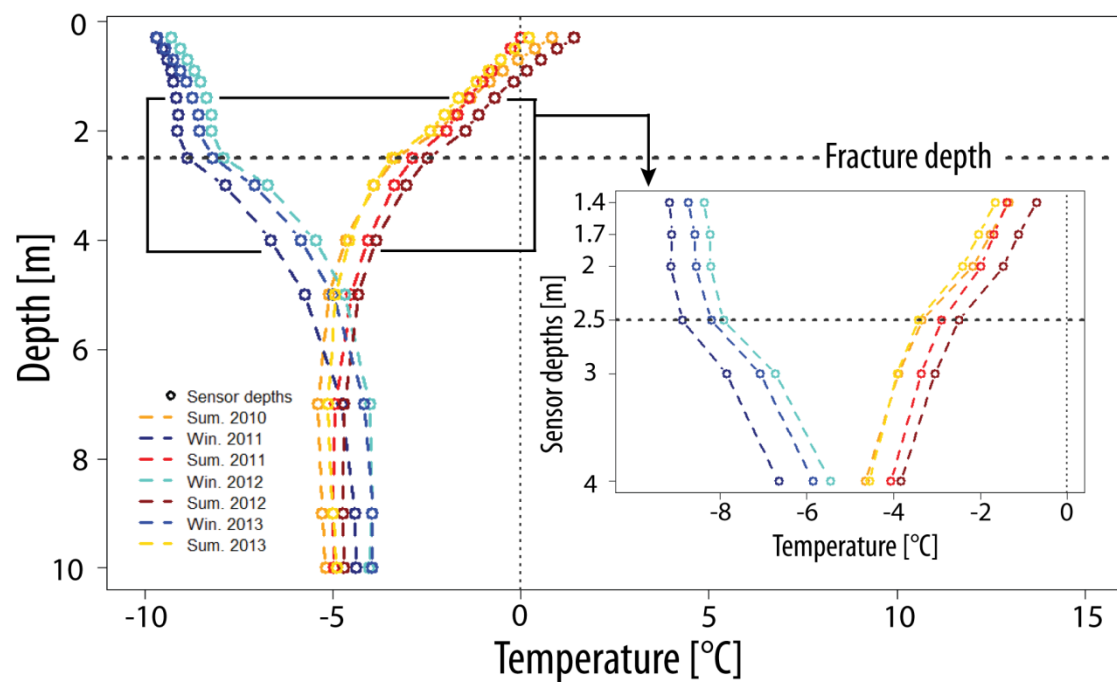 0
2
4
6
8
10
Depth [m]
-10
-5
0
5
10
15
Temperature [°C]
Fracture depth
Sensor depths
Sum. 2010
Win. 2011
Sum. 2011
Win. 2012
Sum. 2012
Win. 2013
Sum. 2013
1.4
1.7
2
2.5
3
4
Sensor depths [m]
-8
-6
-4
-2
0
Temperature [°C]